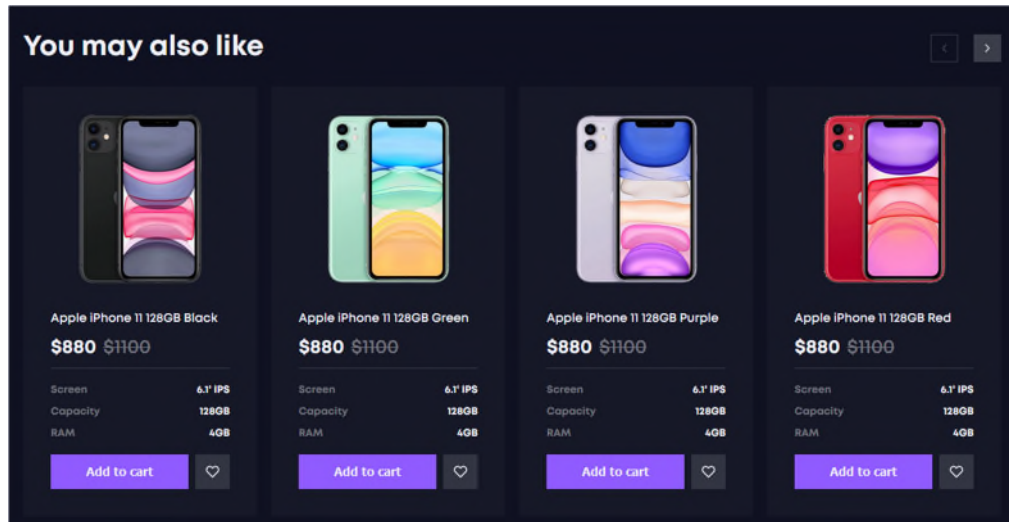 You may also like
Apple iPhone 11 128GB Black
$880 $1100
Screen 6.1' IPS
Capacity 128GB
RAM 4GB
Add to cart
Apple iPhone 11 128GB Green
$880 $1100
Screen 6.1' IPS
Capacity 128GB
RAM 4GB
Add to cart
Apple iPhone 11 128GB Purple
$880 $1100
Screen 6.1' IPS
Capacity 128GB
RAM 4GB
Add to cart
Apple iPhone 11 128GB Red
$880 $1100
Screen 6.1' IPS
Capacity 128GB
RAM 4GB
Add to cart